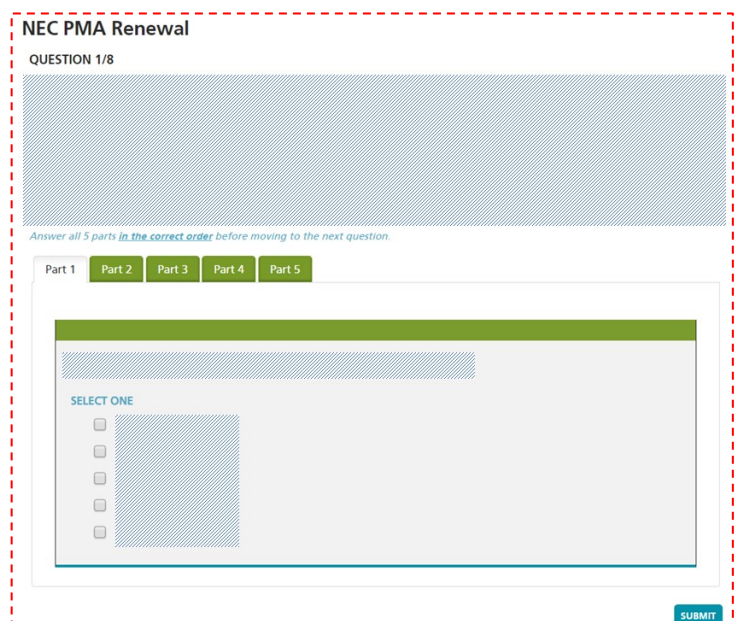 NEC PMA Renewal
QUESTION 1/8
Answer all 5 parts in the correct order before moving to the next question.
Part 1 Part 2 Part 3 Part 4 Part 5
SELECT ONE
SUBMIT